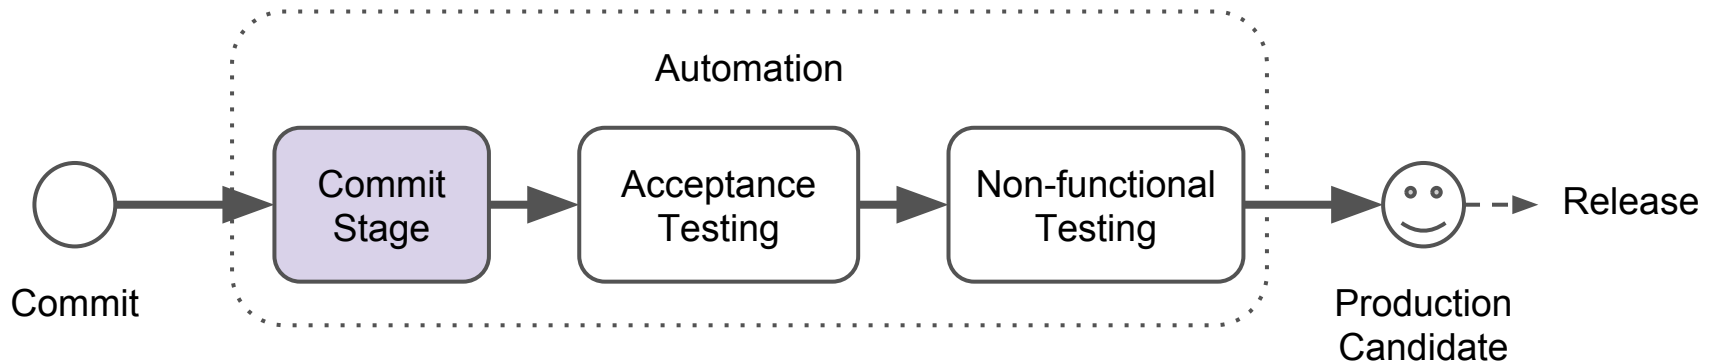 Automation
Commit
Stage
Acceptance
Testing
Non-functional
Testing
Release
Commit
Production
Candidate